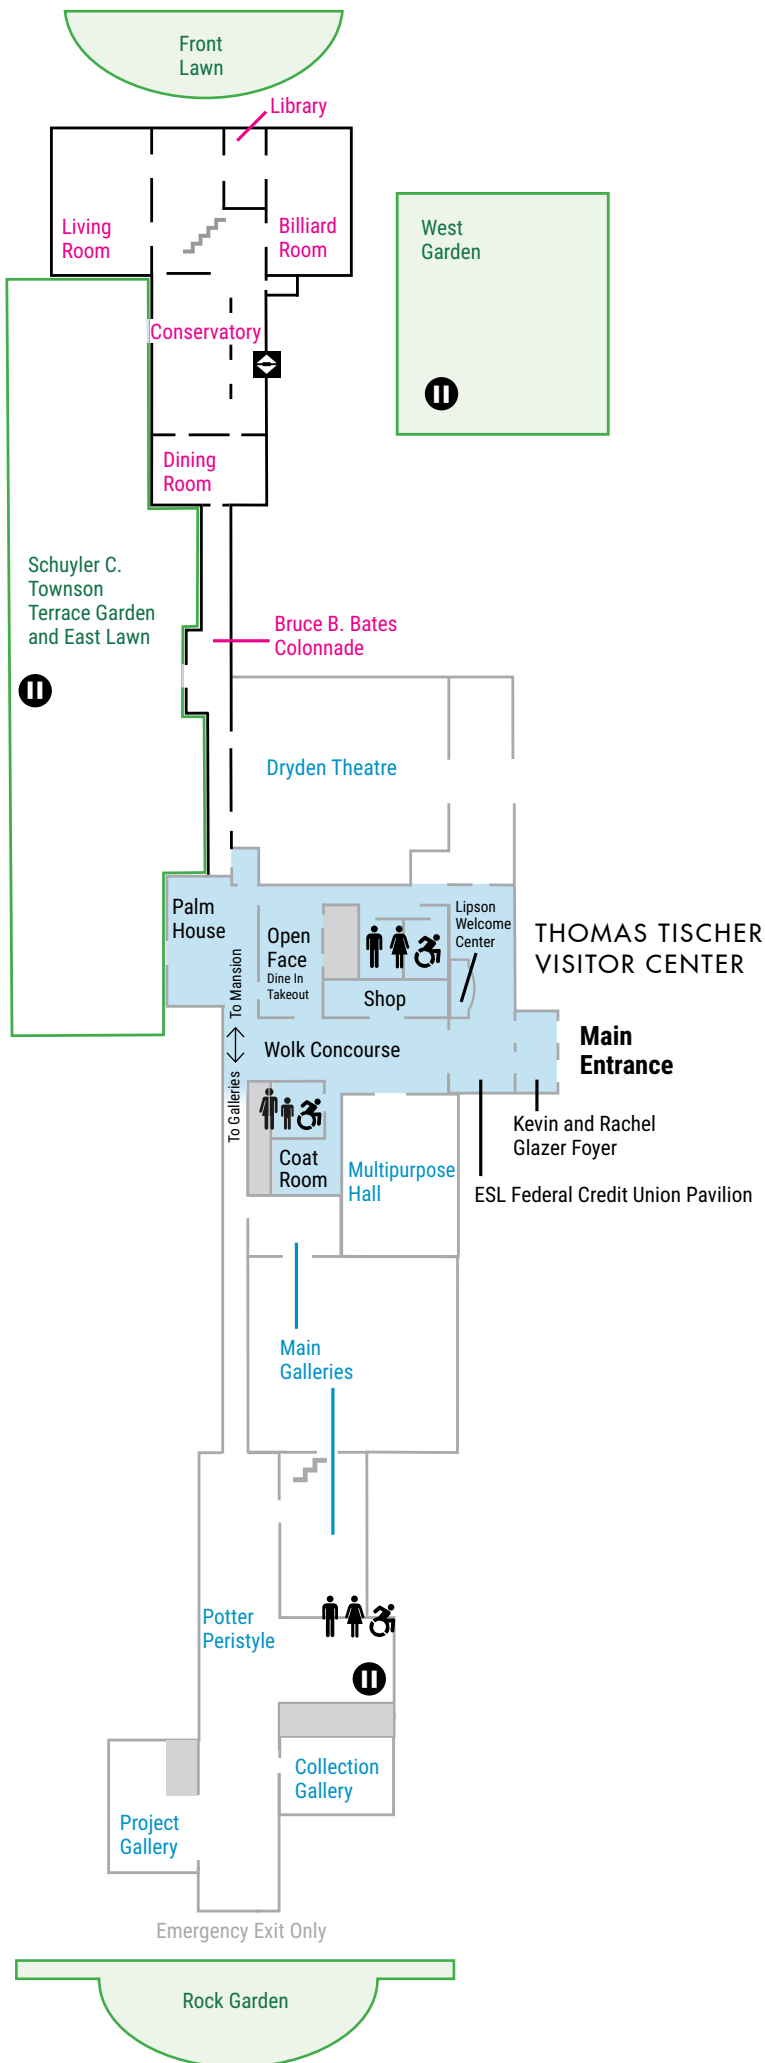 Front
Lawn
Library
Living
Room
Billiard
Room
West
Garden
Conservatory
Dining
Room
Schuyler C.
Townson
Terrace Garden
and East Lawn
Bruce B. Bates
Colonnade
Dryden Theatre
Palm
House
Open
Face
Dine In
Takeout
Lipson
Welcome
Center
THOMAS TISCHER
VISITOR CENTER
Shop
To Mansion
To Galleries
Wolk Concourse
Main
Entrance
Kevin and Rachel
Glazer Foyer
Coat
Room
Multipurpose
Hall
ESL Federal Credit Union Pavilion
Main
Galleries
Potter
Peristyle
Collection
Gallery
Project
Gallery
Emergency Exit Only
Rock Garden